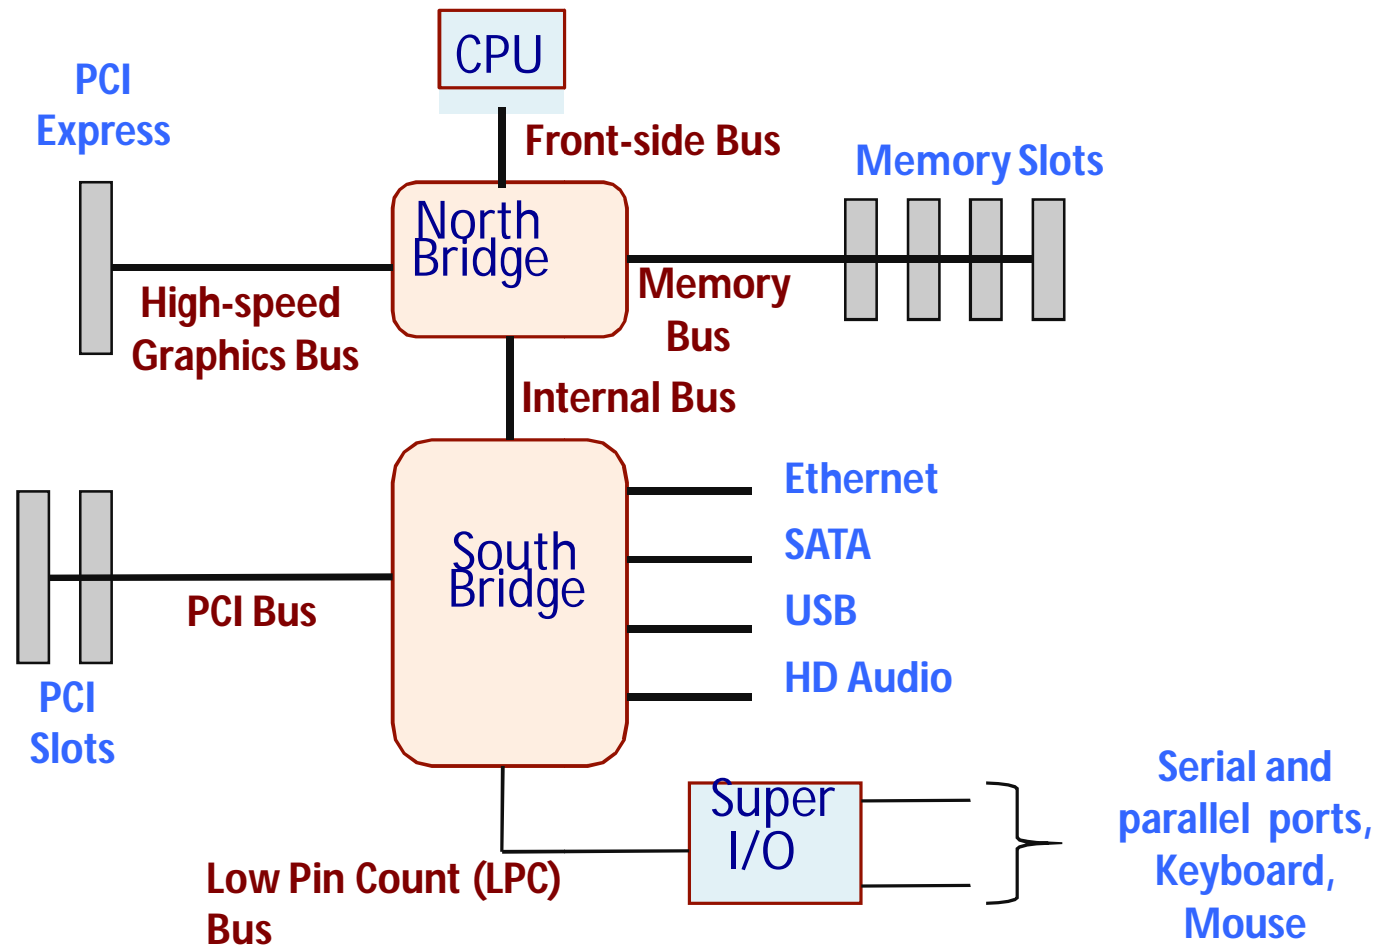 CPU
PCI
Express
Front-side Bus
Memory Slots
North
Bridge
High-speed
Graphics Bus
Memory
Bus
Internal Bus
Ethernet
SATA
USB
HD Audio
South
Bridge
PCI Bus
PCI
Slots
Super
I/O
Serial and
parallel ports,
Keyboard,
Mouse
Low Pin Count (LPC)
Bus